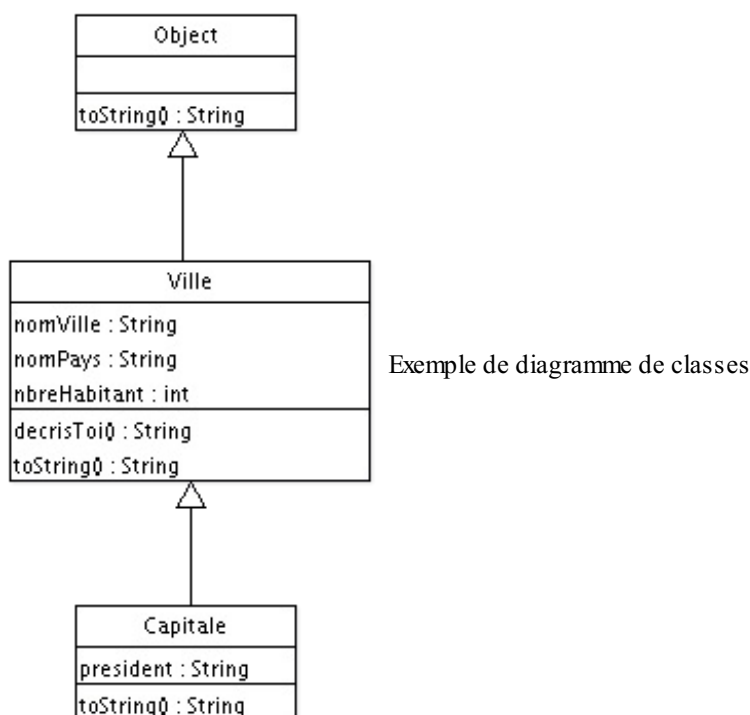 Object
toString() : String
Ville
nomVille : String
nomPays : String
nbreHabitant : int
decrisToi() : String
toString() : String
Exemple de diagramme de classes
Capitale
president : String
toString() : String